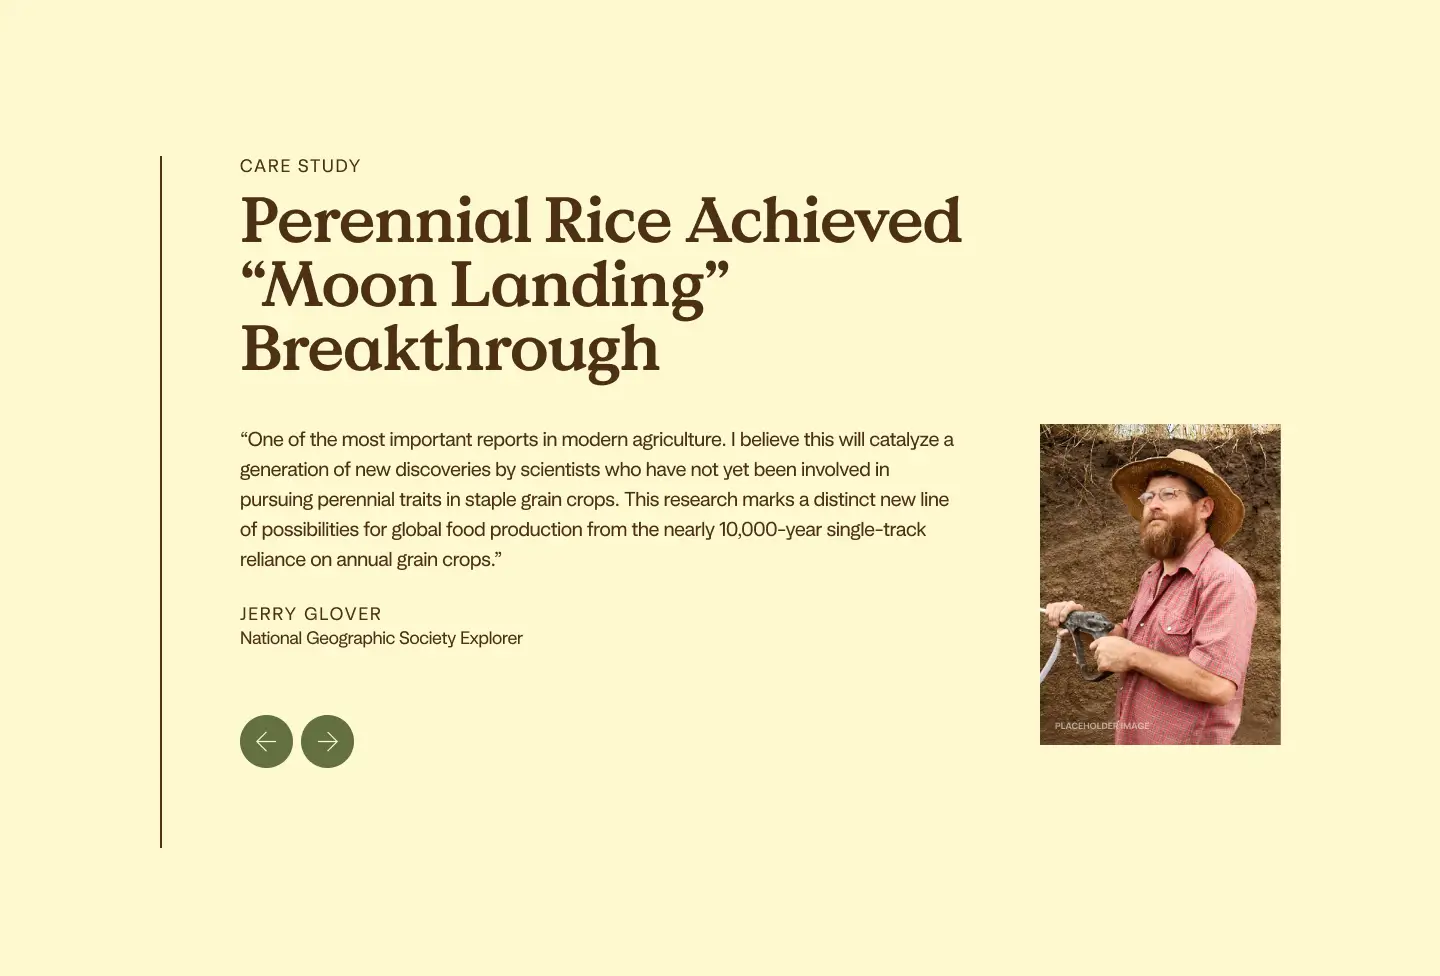 CARE STUDY
Perennial Rice Achieved
“Moon Landing”
Breakthrough
“One of the most important reports in modern agriculture. I believe this will catalyze a
generation of new discoveries by scientists who have not yet been involved in
pursuing perennial traits in staple grain crops. This research marks a distinct new line
of possibilities for global food production from the nearly 10,000-year single-track
reliance on annual grain crops.”
JERRY GLOVER
National Geographic Society Explorer
PLACEHOLDER IMAGE